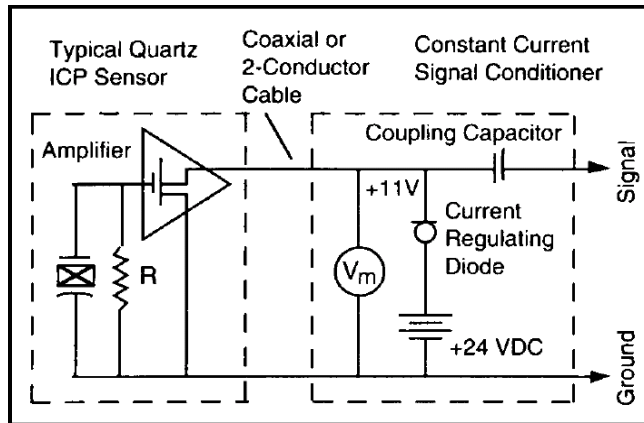 Typical Quartz
ICP Sensor
Coaxial or
2-Conductor
Cable
Constant Current
Signal Conditioner
Amplifier
Coupling Capacitor
Signal
+11V
Current
Regulating
Diode
R
Vm
+24 VDC
Ground